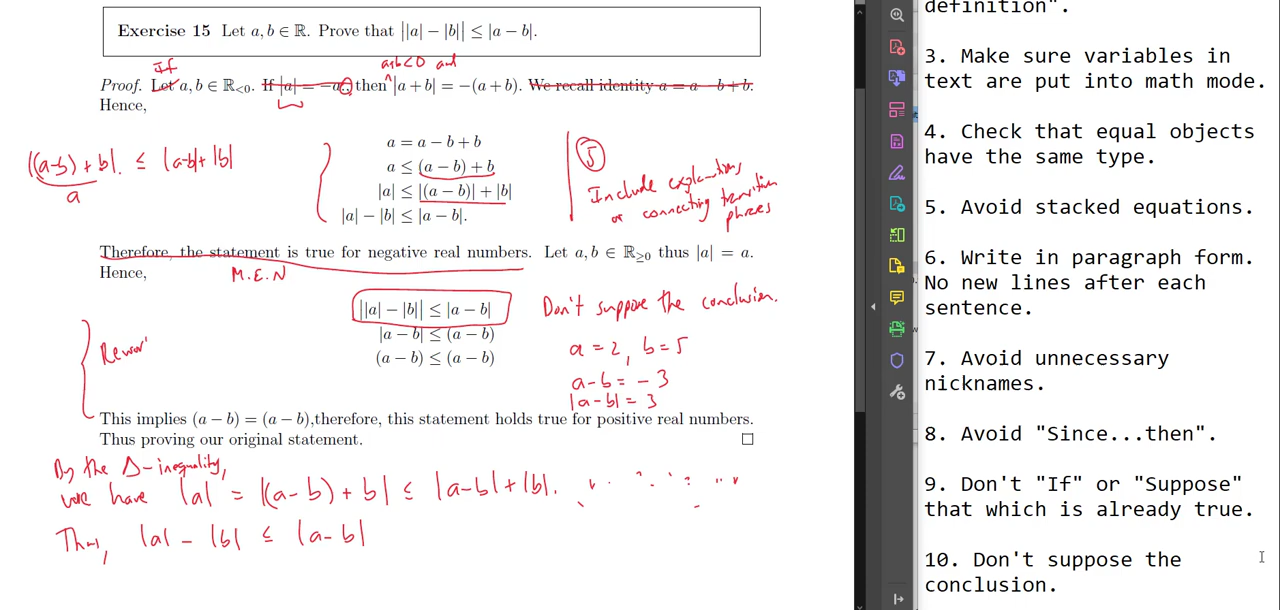 Exercise 15 Let a, b ∈ ℝ. Prove that ||a| − |b|| ≤ |a − b|.
If a+b<0 and
Proof. Let a, b ∈ ℝ<0. If |a| = −a., then |a + b| = −(a + b). We recall identity a = a − b + b.
Hence,
a = a − b + b
a ≤ (a − b) + b
|a| ≤ |(a − b)| + |b|
|a| − |b| ≤ |a − b|.
|(a-b) + b|. ≤ |a-b| + |b|
a
5
Include explanations
or connecting transition
phrases
Therefore, the statement is true for negative real numbers. Let a, b ∈ ℝ≥0 thus |a| = a.
Hence,
M.E.N
||a| − |b|| ≤ |a − b|
|a − b| ≤ (a − b)
(a − b) ≤ (a − b)
Don't suppose the conclusion.
a = 2, b = 5
a-b = -3
|a-b| = 3
This implies (a − b) = (a − b),therefore, this statement holds true for positive real numbers.
Thus proving our original statement. □
By the Δ-inequality,
we have |a| = |(a-b) + b| ≤ |a-b| + |b|.
Thus, |a| - |b| ≤ |a-b|
definition".
3. Make sure variables in
text are put into math mode.
4. Check that equal objects
have the same type.
5. Avoid stacked equations.
6. Write in paragraph form.
No new lines after each
sentence.
7. Avoid unnecessary
nicknames.
8. Avoid "Since...then".
9. Don't "If" or "Suppose"
that which is already true.
10. Don't suppose the
conclusion.